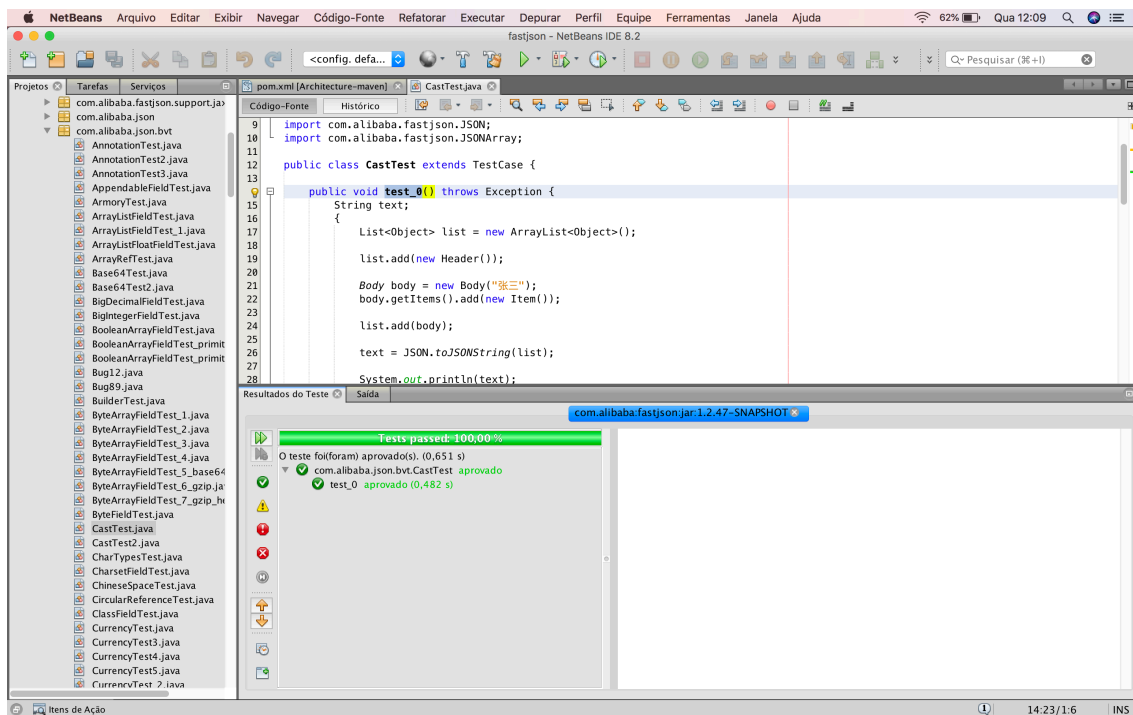 NetBeans Arquivo Editar Exibir Navegar Código-Fonte Refatorar Executar Depurar Perfil Equipe Ferramentas Janela Ajuda 62% Qua 12:09
fastjson - NetBeans IDE 8.2
<config. defa... Pesquisar (⌘+I)
Projetos Tarefas Serviços
com.alibaba.fastjson.support.jax
com.alibaba.json
com.alibaba.json.bvt
AnnotationTest.java
AnnotationTest2.java
AnnotationTest3.java
AppendableFieldTest.java
ArmoryTest.java
ArrayListFieldTest.java
ArrayListFieldTest_1.java
ArrayListFloatFieldTest.java
ArrayRefTest.java
Base64Test.java
Base64Test2.java
BigDecimalFieldTest.java
BigIntegerFieldTest.java
BooleanArrayFieldTest.java
BooleanArrayFieldTest_primit
BooleanArrayFieldTest_primit
Bug12.java
Bug89.java
BuilderTest.java
ByteArrayFieldTest_1.java
ByteArrayFieldTest_2.java
ByteArrayFieldTest_3.java
ByteArrayFieldTest_4.java
ByteArrayFieldTest_5_base64
ByteArrayFieldTest_6_gzip.ja
ByteArrayFieldTest_7_gzip_he
ByteFieldTest.java
CastTest.java
CastTest2.java
CharTypesTest.java
CharsetFieldTest.java
ChineseSpaceTest.java
CircularReferenceTest.java
ClassFieldTest.java
CurrencyTest.java
CurrencyTest3.java
CurrencyTest4.java
CurrencyTest5.java
CurrencyTest_2.java
pom.xml [Architecture-maven] CastTest.java
Código-Fonte Histórico
9 import com.alibaba.fastjson.JSON;
10 import com.alibaba.fastjson.JSONArray;
11
12 public class CastTest extends TestCase {
13
public void test_0() throws Exception {
15 String text;
16 {
17 List<Object> list = new ArrayList<Object>();
18
19 list.add(new Header());
20
21 Body body = new Body("张三");
22 body.getItems().add(new Item());
23
24 list.add(body);
25
26 text = JSON.toJSONString(list);
27
28 System.out.println(text);
Resultados do Teste Saída
com.alibaba:fastjson:jar:1.2.47-SNAPSHOT
Tests passed: 100,00 %
O teste foi(foram) aprovado(s). (0,651 s)
com.alibaba.json.bvt.CastTest aprovado
test_0 aprovado (0,482 s)
Itens de Ação 1 14:23/1:6 INS